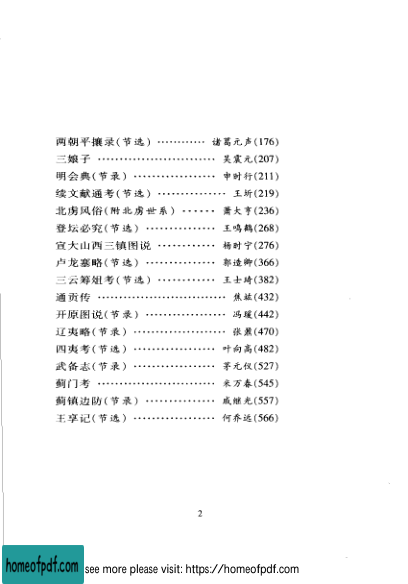 两朝平攘录(节选) ………… 诸葛元声(176)
三娘子 ……………………… 吴震元(207)
明会典(节录) ……………… 申时行(211)
续文献通考(节选) …………… 王圻(219)
北虏风俗(附北虏世系) …… 萧大亨(236)
登坛必究(节选) …………… 王鸣鹤(268)
宣大山西三镇图说 ………… 杨时宁(276)
卢龙塞略(节选) …………… 郭造卿(366)
三云筹俎考(节选) ………… 王士琦(382)
通贡传 ………………………… 焦竑(432)
开原图说(节录) ……………… 冯瑗(442)
辽夷略(节录) ……………… 张鼐(470)
四夷考(节选) ……………… 叶向高(482)
武备志(节录) ……………… 茅元仪(527)
蓟门考 ……………………… 米万春(545)
蓟镇边防(节录) …………… 戚继光(557)
王享记(节选) ……………… 何乔远(566)
2
homeofpdf.com
see more please visit: https://homeofpdf.com